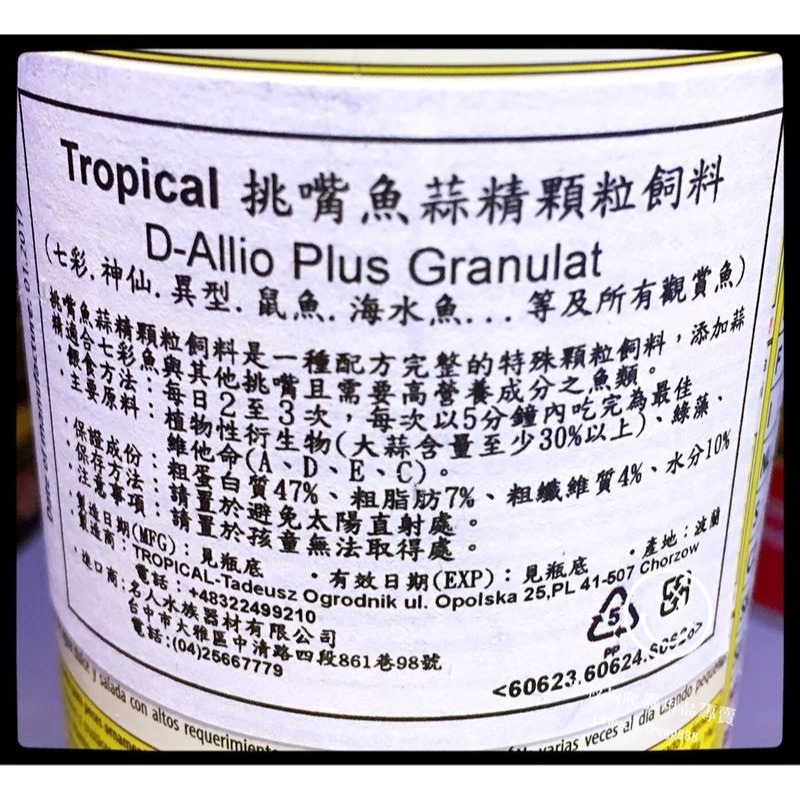 Tropical 挑嘴魚蒜精顆粒飼料
D-Allio Plus Granulat
(七彩.神仙.異型.鼠魚.海水魚...等及所有觀賞魚)
挑嘴魚蒜精顆粒飼料是一種配方完整的特殊顆粒飼料，添加蒜
精適合七彩魚與其他挑嘴且需要高營養成分之魚類。
·餵食方法：每日2至3次，每次以5分鐘內吃完為最佳
·主要原料：植物性衍生物(大蒜含量至少30%以上)、綠藻、
維他命(A、D、E、C)。
·保證成份：粗蛋白質47%、粗脂肪7%、粗纖維質4%、水分10%
·保存方法：請置於避免太陽直射處。
·注意事項：請置於孩童無法取得處。
·製造日期(MFG)：見瓶底 ·有效日期(EXP)：見瓶底 ·產地：波蘭
·製造商：TROPICAL-Tadeusz Ogrodnik ul. Opolska 25,PL 41-507 Chorzow
電話：+48322499210
·進口商:名人水族器材有限公司
台中市大雅區中清路四段861巷98號
電話:(04)25667779
5
PP
<60623.60624.
y salada con altos requerimiento
varias veces al día usando pequeñas